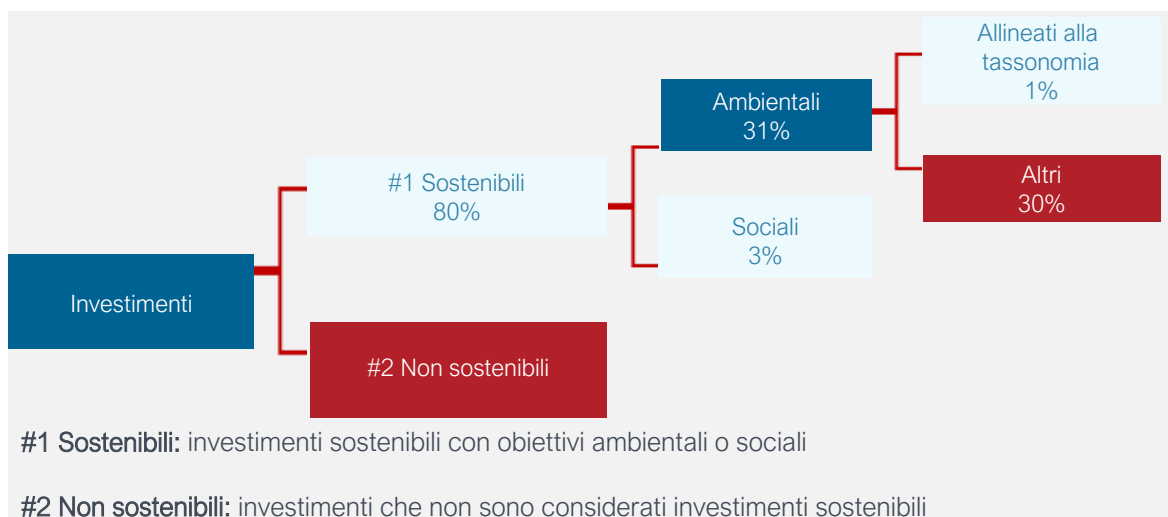 Allineati alla
tassonomia
1%
Ambientali
31%
Altri
30%
#1 Sostenibili
80%
Sociali
3%
Investimenti
#2 Non sostenibili
#1 Sostenibili: investimenti sostenibili con obiettivi ambientali o sociali
#2 Non sostenibili: investimenti che non sono considerati investimenti sostenibili